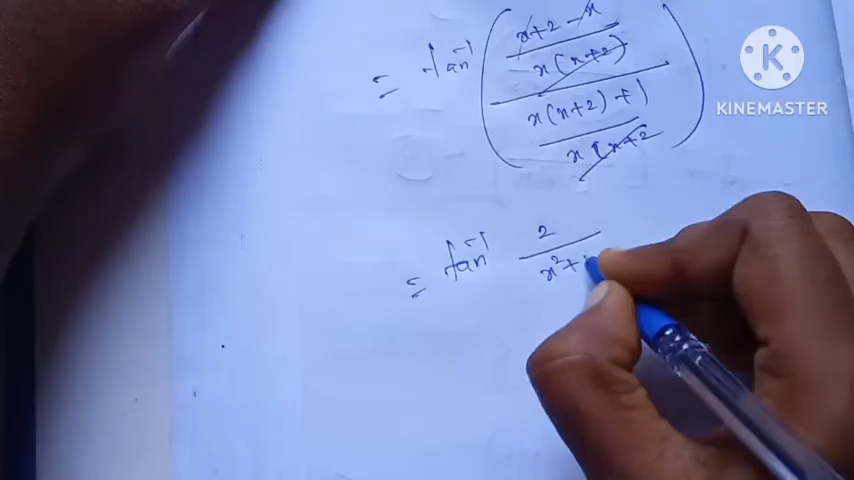 = tan⁻¹ ( ( (x+2-x) / (x(x+2)) ) / ( (x(x+2)+1) / (x(x+2)) ) )
= tan⁻¹ 2 / (x²+
K
KINEMASTER